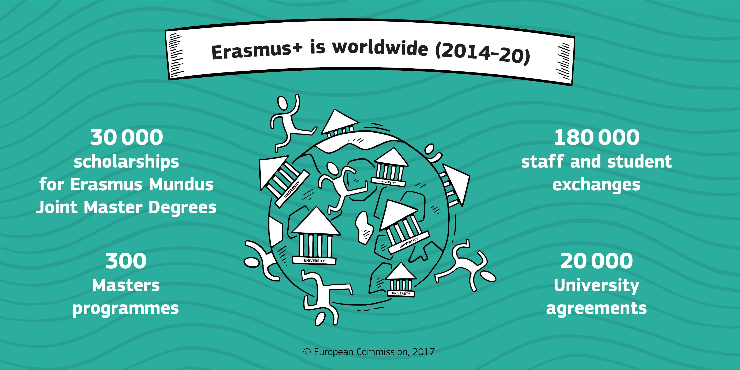 Erasmus+ is worldwide (2014-20)
30 000
scholarships
for Erasmus Mundus
Joint Master Degrees
300
Masters
programmes
180 000
staff and student
exchanges
20 000
University
agreements
UNIVERSITY
© European Commission, 2017